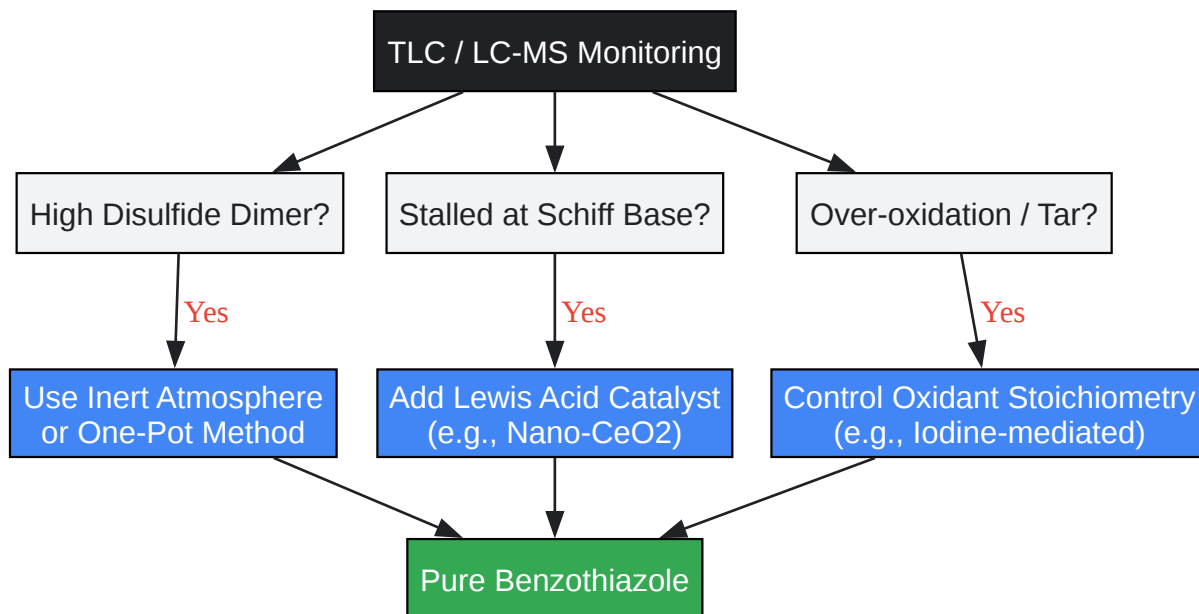 TLC / LC-MS Monitoring
High Disulfide Dimer?
Stalled at Schiff Base?
Over-oxidation / Tar?
Yes
Yes
Yes
Use Inert Atmosphere
or One-Pot Method
Add Lewis Acid Catalyst
(e.g., Nano-CeO2)
Control Oxidant Stoichiometry
(e.g., Iodine-mediated)
Pure Benzothiazole